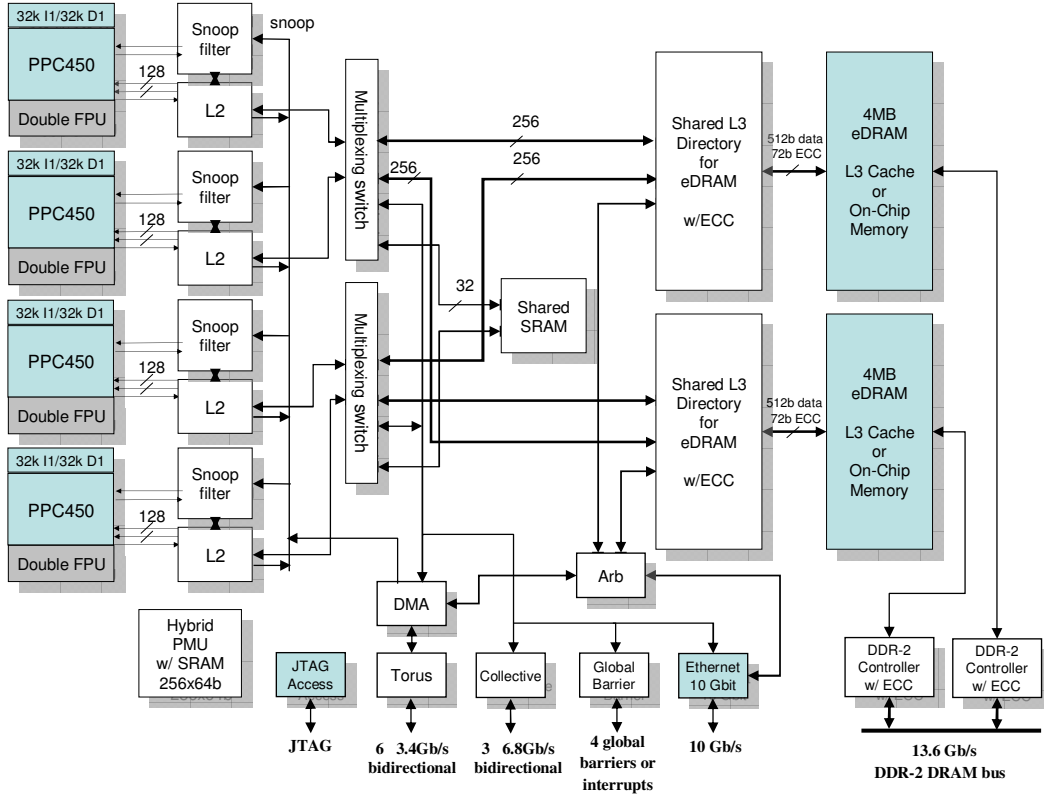 32k I1/32k D1
PPC450
Double FPU
128
Snoop
filter
L2
snoop
32k I1/32k D1
PPC450
Double FPU
128
Snoop
filter
L2
32k I1/32k D1
PPC450
Double FPU
128
Snoop
filter
L2
32k I1/32k D1
PPC450
Double FPU
128
Snoop
filter
L2
Multiplexing switch
Multiplexing switch
256
256
256
32
Shared
SRAM
Shared L3
Directory
for
eDRAM
w/ECC
512b data
72b ECC
4MB
eDRAM
L3 Cache
or
On-Chip
Memory
Shared L3
Directory
for
eDRAM
w/ECC
512b data
72b ECC
4MB
eDRAM
L3 Cache
or
On-Chip
Memory
Arb
DMA
Hybrid
PMU
w/ SRAM
256x64b
JTAG
Access
Torus
Collective
Global
Barrier
Ethernet
10 Gbit
DDR-2
Controller
w/ ECC
DDR-2
Controller
w/ ECC
JTAG
6 3.4Gb/s
bidirectional
3 6.8Gb/s
bidirectional
4 global
barriers or
interrupts
10 Gb/s
13.6 Gb/s
DDR-2 DRAM bus